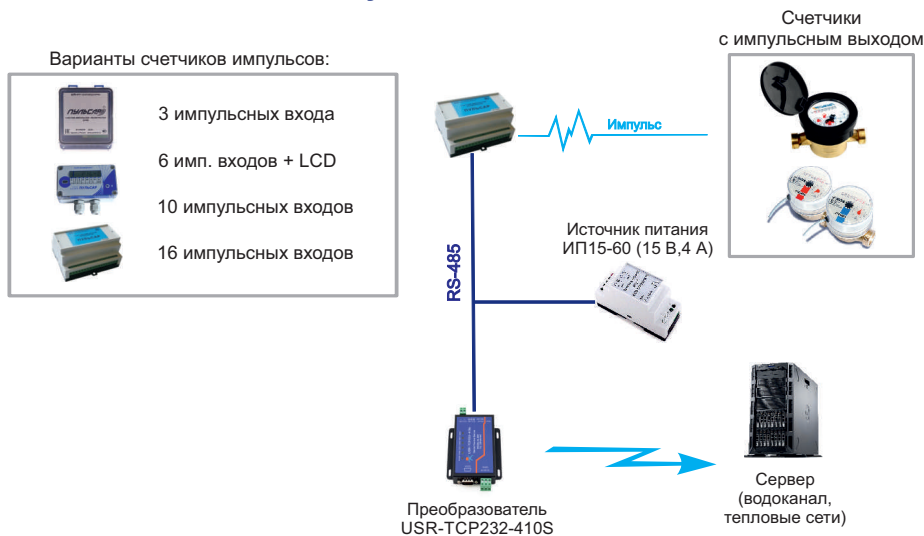 Варианты счетчиков импульсов:
ПУЛЬСАР
3 импульсных входа
6 имп. входов + LCD
10 импульсных входов
16 импульсных входов
Счетчики
с импульсным выходом
Импульс
RS-485
Источник питания
ИП15-60 (15 В,4 А)
Преобразователь
USR-TCP232-410S
Сервер
(водоканал,
тепловые сети)